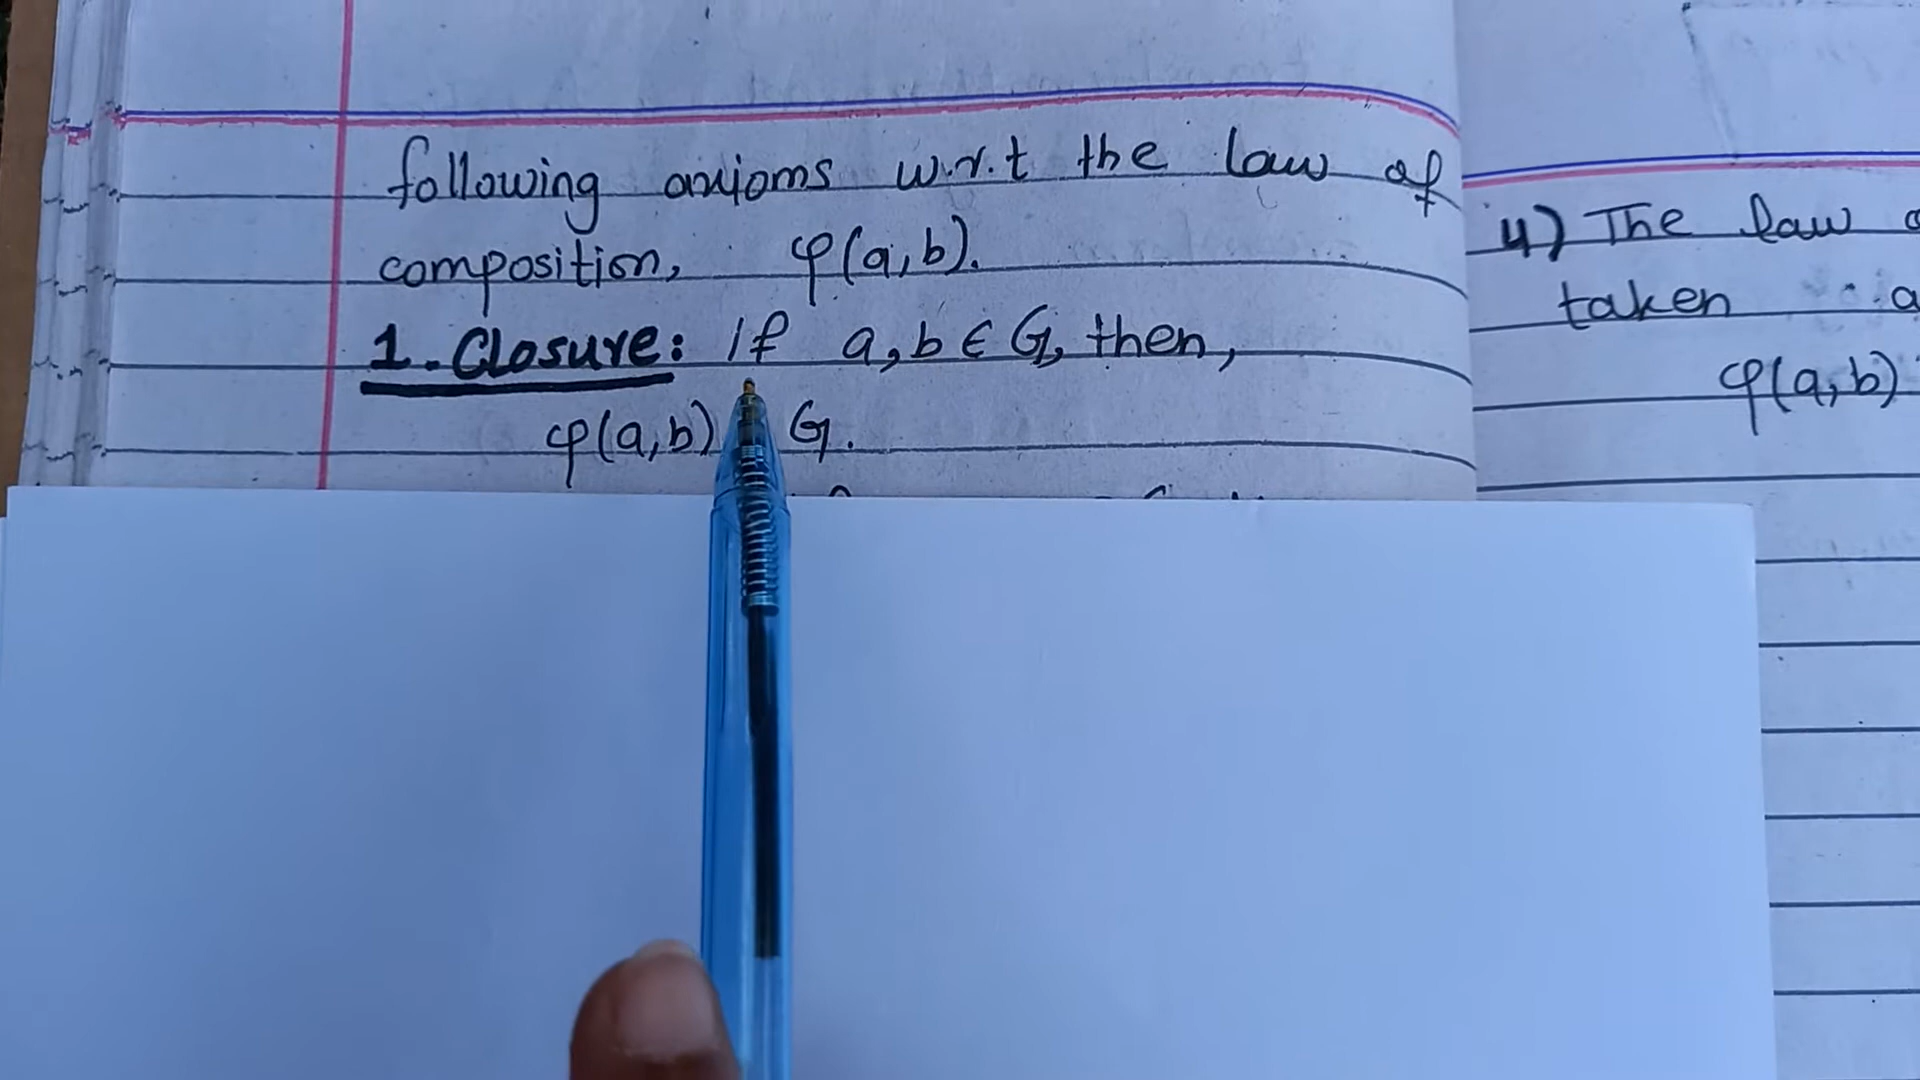 following axioms w.r.t the law of
composition, φ(a,b).
1. Closure: If a, b ∈ G, then,
φ(a,b) G.
4) The law
taken
φ(a,b)